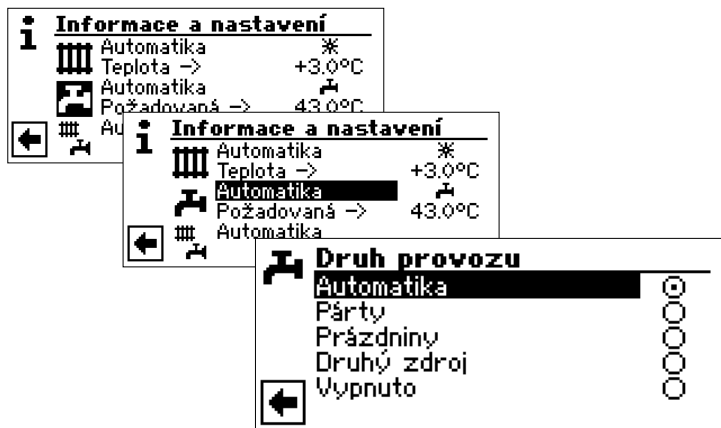 Informace a nastavení
Automatika
Teplota -> +3.0°C
Automatika
Požadovaná -> 43.0°C
Au
Informace a nastavení
Automatika
Teplota -> +3.0°C
Automatika
Požadovaná -> 43.0°C
Automatika
Druh provozu
Automatika
Párty
Prázdniny
Druhý zdroj
Vypnuto